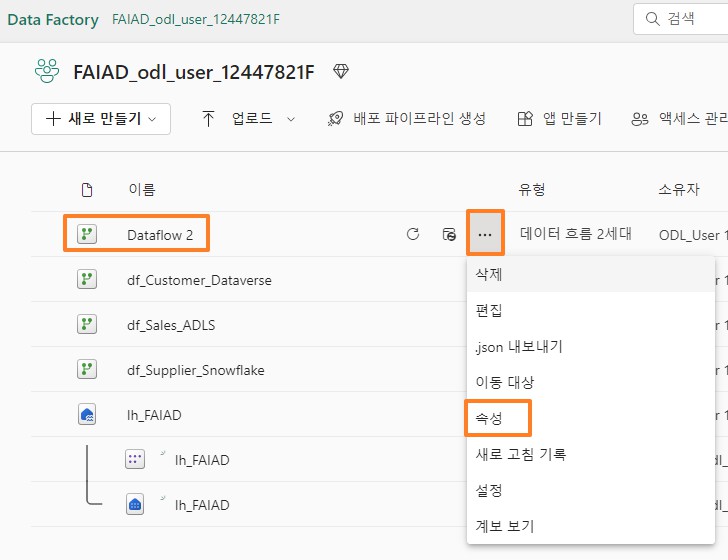 Data Factory FAIAD_odl_user_12447821F 검색
FAIAD_odl_user_12447821F
새로 만들기 업로드 배포 파이프라인 생성 앱 만들기 액세스 관리
이름 유형 소유자
Dataflow 2 ... 데이터 흐름 2세대 ODL_User 1
삭제
df_Customer_Dataverse r 1
편집
df_Sales_ADLS r 1
.json 내보내기
df_Supplier_Snowflake r 1
이동 대상
lh_FAIAD r 1
속성
lh_FAIAD dl_
새로 고침 기록
설정
lh_FAIAD dl_
계보 보기